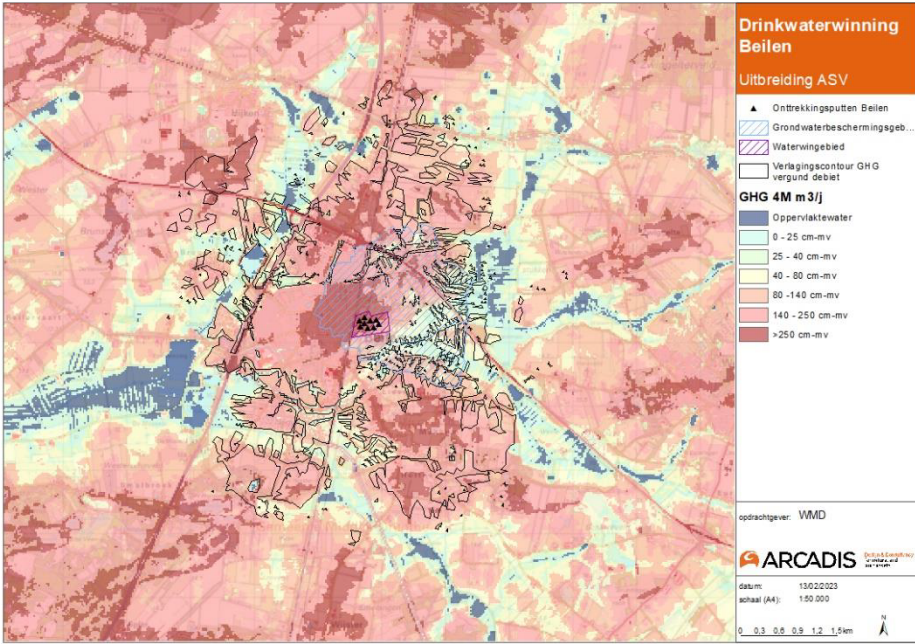 Drinkwaterwinning
Beilen
Uitbreiding ASV
Onttrekkingsputten Beilen
Grondwaterbeschermingsgeb...
Waterwingebied
Verlagingscontour GHG
vergund debiet
GHG 4M m3/j
Oppervlaktewater
0 - 25 cm-mv
25 - 40 cm-mv
40 - 80 cm-mv
80 -140 cm-mv
140 - 250 cm-mv
>250 cm-mv
opdrachtgever: WMD
ARCADIS
datum: 13/02/2023
schaal (A4): 1:50.000
0 0,3 0,6 0,9 1,2 1,5km
N